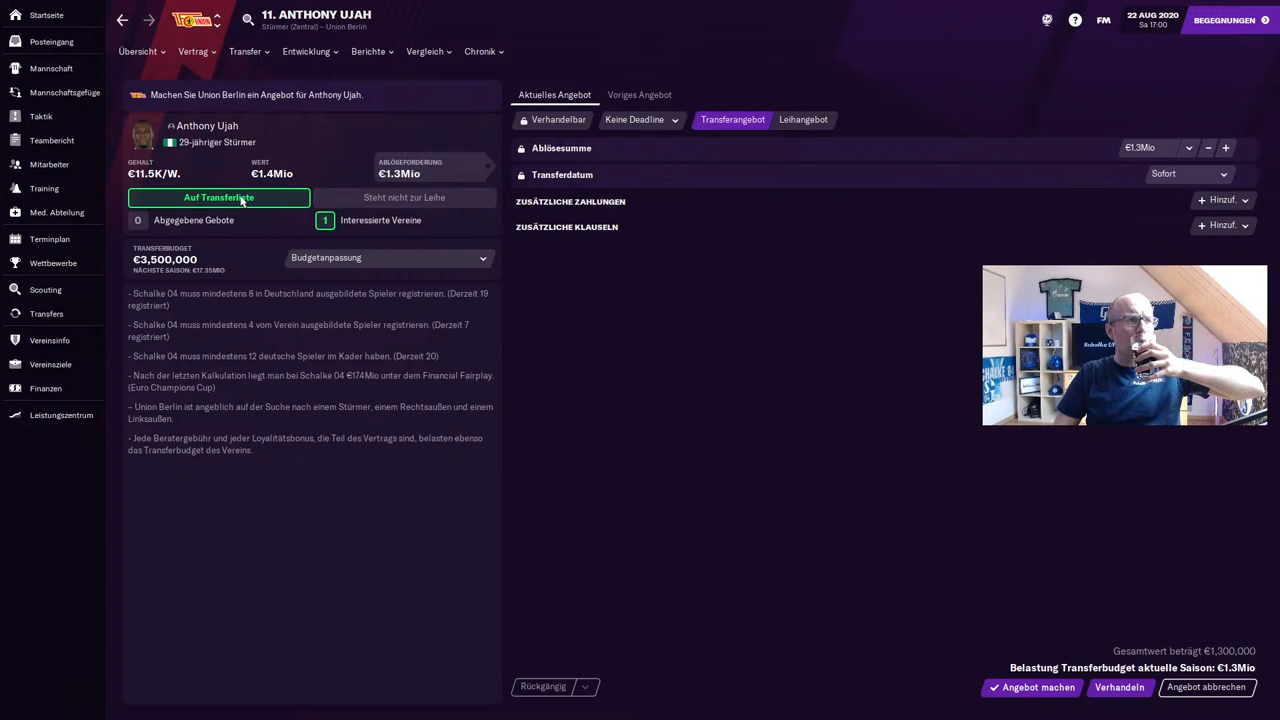 Startseite
Posteingang
Mannschaft
Mannschaftsgefüge
Taktik
Teambericht
Mitarbeiter
Training
Med. Abteilung
Terminplan
Wettbewerbe
Scouting
Transfers
Vereinsinfo
Vereinsziele
Finanzen
Leistungszentrum
11. ANTHONY UJAH
Stürmer (Zentral) – Union Berlin
FM
22 AUG 2020
Sa 17:00
BEGEGNUNGEN
Übersicht Vertrag Transfer Entwicklung Berichte Vergleich Chronik
Machen Sie Union Berlin ein Angebot für Anthony Ujah.
Anthony Ujah
29-jähriger Stürmer
GEHALT WERT ABLÖSEFORDERUNG
€11.5K/W. €1.4Mio €1.3Mio
Auf Transferliste Steht nicht zur Leihe
0 Abgegebene Gebote 1 Interessierte Vereine
TRANSFERBUDGET
€3,500,000 Budgetanpassung
NÄCHSTE SAISON: €17.35MIO
- Schalke 04 muss mindestens 8 in Deutschland ausgebildete Spieler registrieren. (Derzeit 19
registriert)
- Schalke 04 muss mindestens 4 vom Verein ausgebildete Spieler registrieren. (Derzeit 7
registriert)
- Schalke 04 muss mindestens 12 deutsche Spieler im Kader haben. (Derzeit 20)
- Nach der letzten Kalkulation liegt man bei Schalke 04 €174Mio unter dem Financial Fairplay.
(Euro Champions Cup)
- Union Berlin ist angeblich auf der Suche nach einem Stürmer, einem Rechtsaußen und einem
Linksaußen.
- Jede Beratergebühr und jeder Loyalitätsbonus, die Teil des Vertrags sind, belasten ebenso
das Transferbudget des Vereins.
Aktuelles Angebot Voriges Angebot
Verhandelbar Keine Deadline Transferangebot Leihangebot
Ablösesumme €1.3Mio
Transferdatum Sofort
ZUSÄTZLICHE ZAHLUNGEN Hinzuf.
ZUSÄTZLICHE KLAUSELN Hinzuf.
Gesamtwert beträgt €1,300,000
Belastung Transferbudget aktuelle Saison: €1.3Mio
Rückgängig Angebot machen Verhandeln Angebot abbrechen